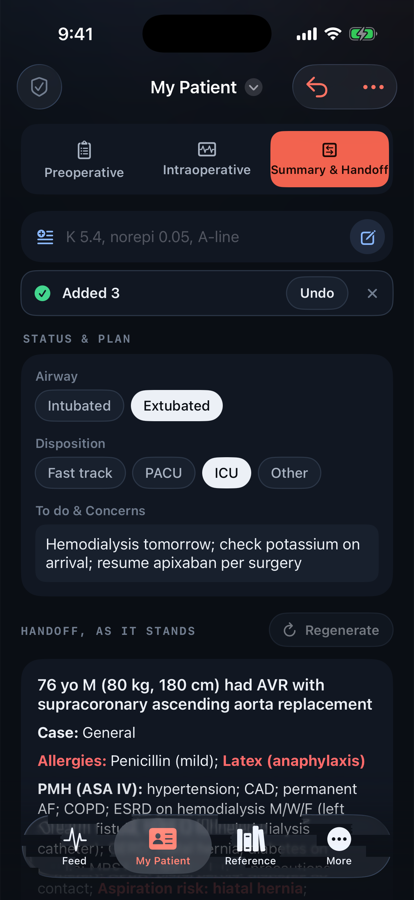 9:41
My Patient
Preoperative
Intraoperative
Summary & Handoff
K 5.4, norepi 0.05, A-line
Added 3
Undo
STATUS & PLAN
Airway
Intubated
Extubated
Disposition
Fast track
PACU
ICU
Other
To do & Concerns
Hemodialysis tomorrow; check potassium on
arrival; resume apixaban per surgery
HANDOFF, AS IT STANDS
Regenerate
76 yo M (80 kg, 180 cm) had AVR with
supracoronary ascending aorta replacement
Case: General
Allergies: Penicillin (mild); Latex (anaphylaxis)
PMH (ASA IV): hypertension; CAD; permanent
AF; COPD; ESRD on hemodialysis M/W/F (left
dialysis
catheter);
contact; Aspiration risk: hiatal hernia;
Feed
My Patient
Reference
More